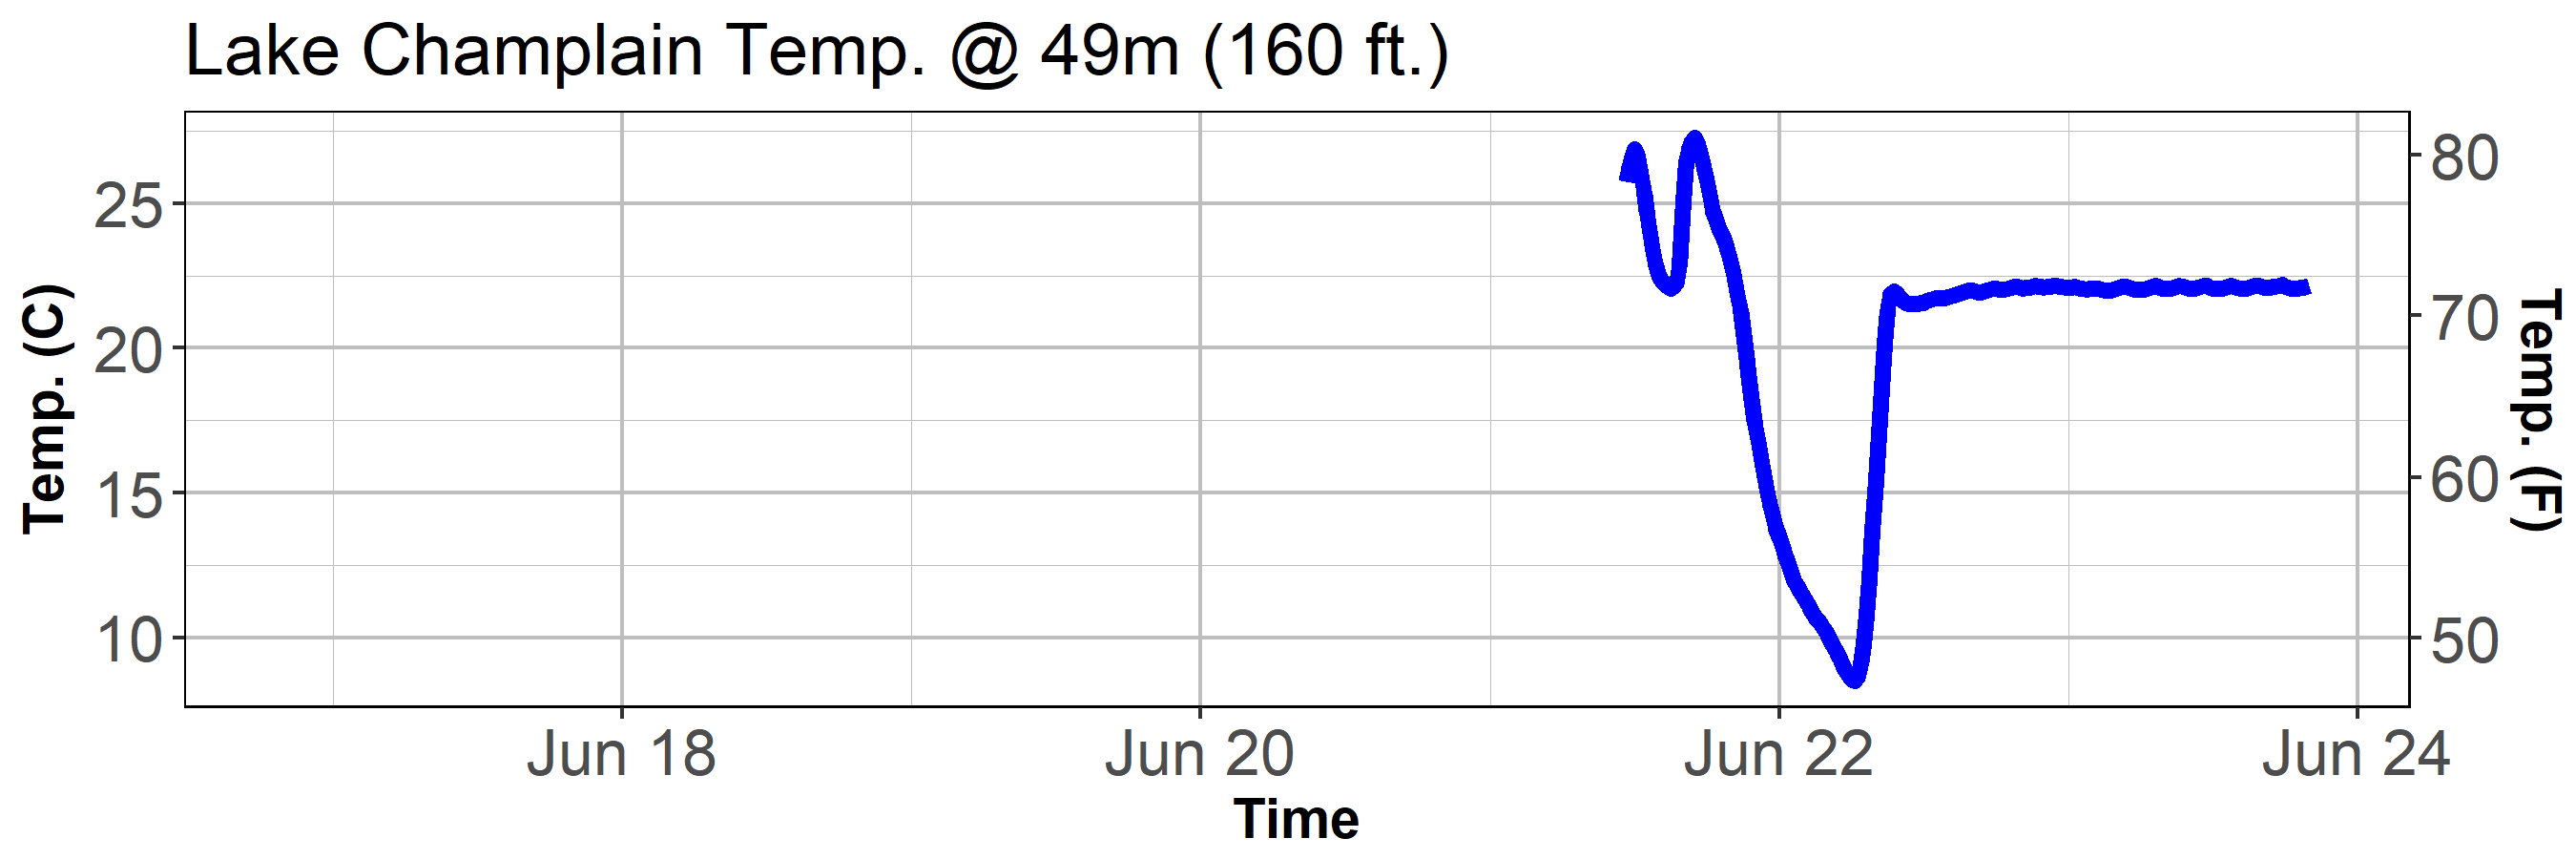 Lake Champlain Temp. @ 49m (160 ft.)
Temp. (C)
25
20
15
10
80
70
60
50
Temp. (F)
Jun 18 Jun 20 Jun 22 Jun 24
Time